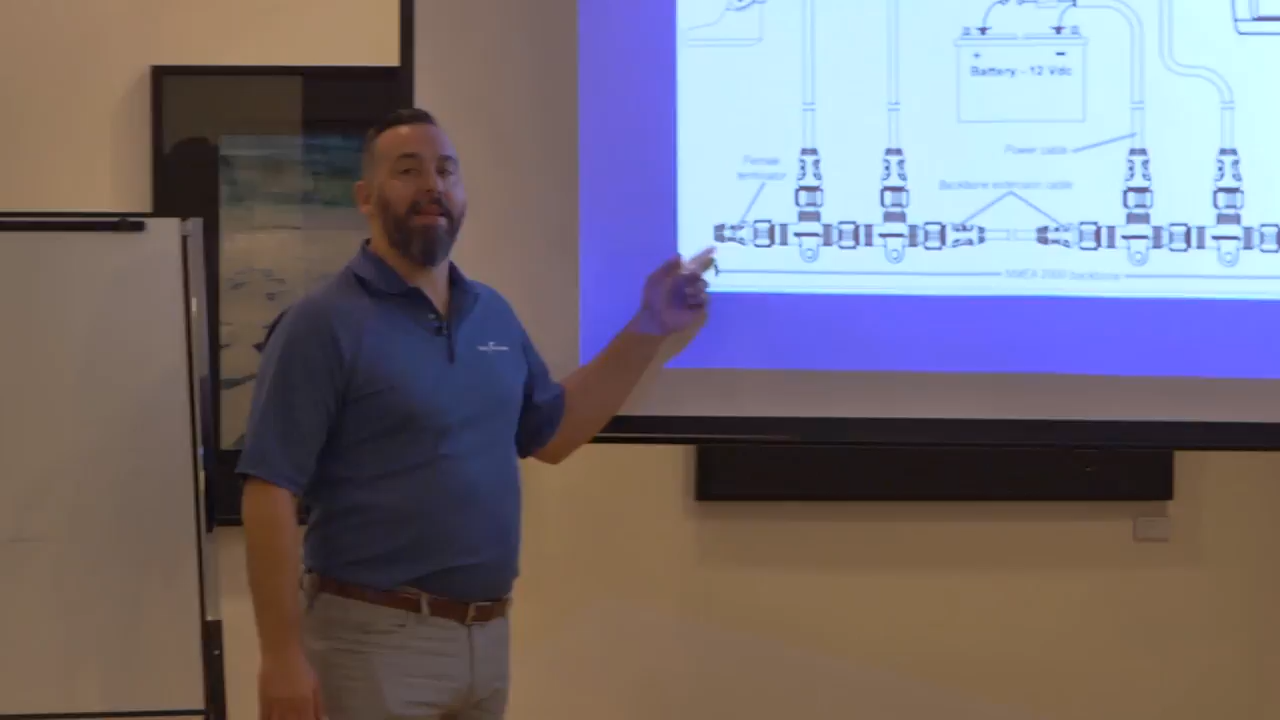 + -
Battery - 12 Vdc
Power cable
Female
terminator
Backbone extension cable
NMEA 2000 backbone